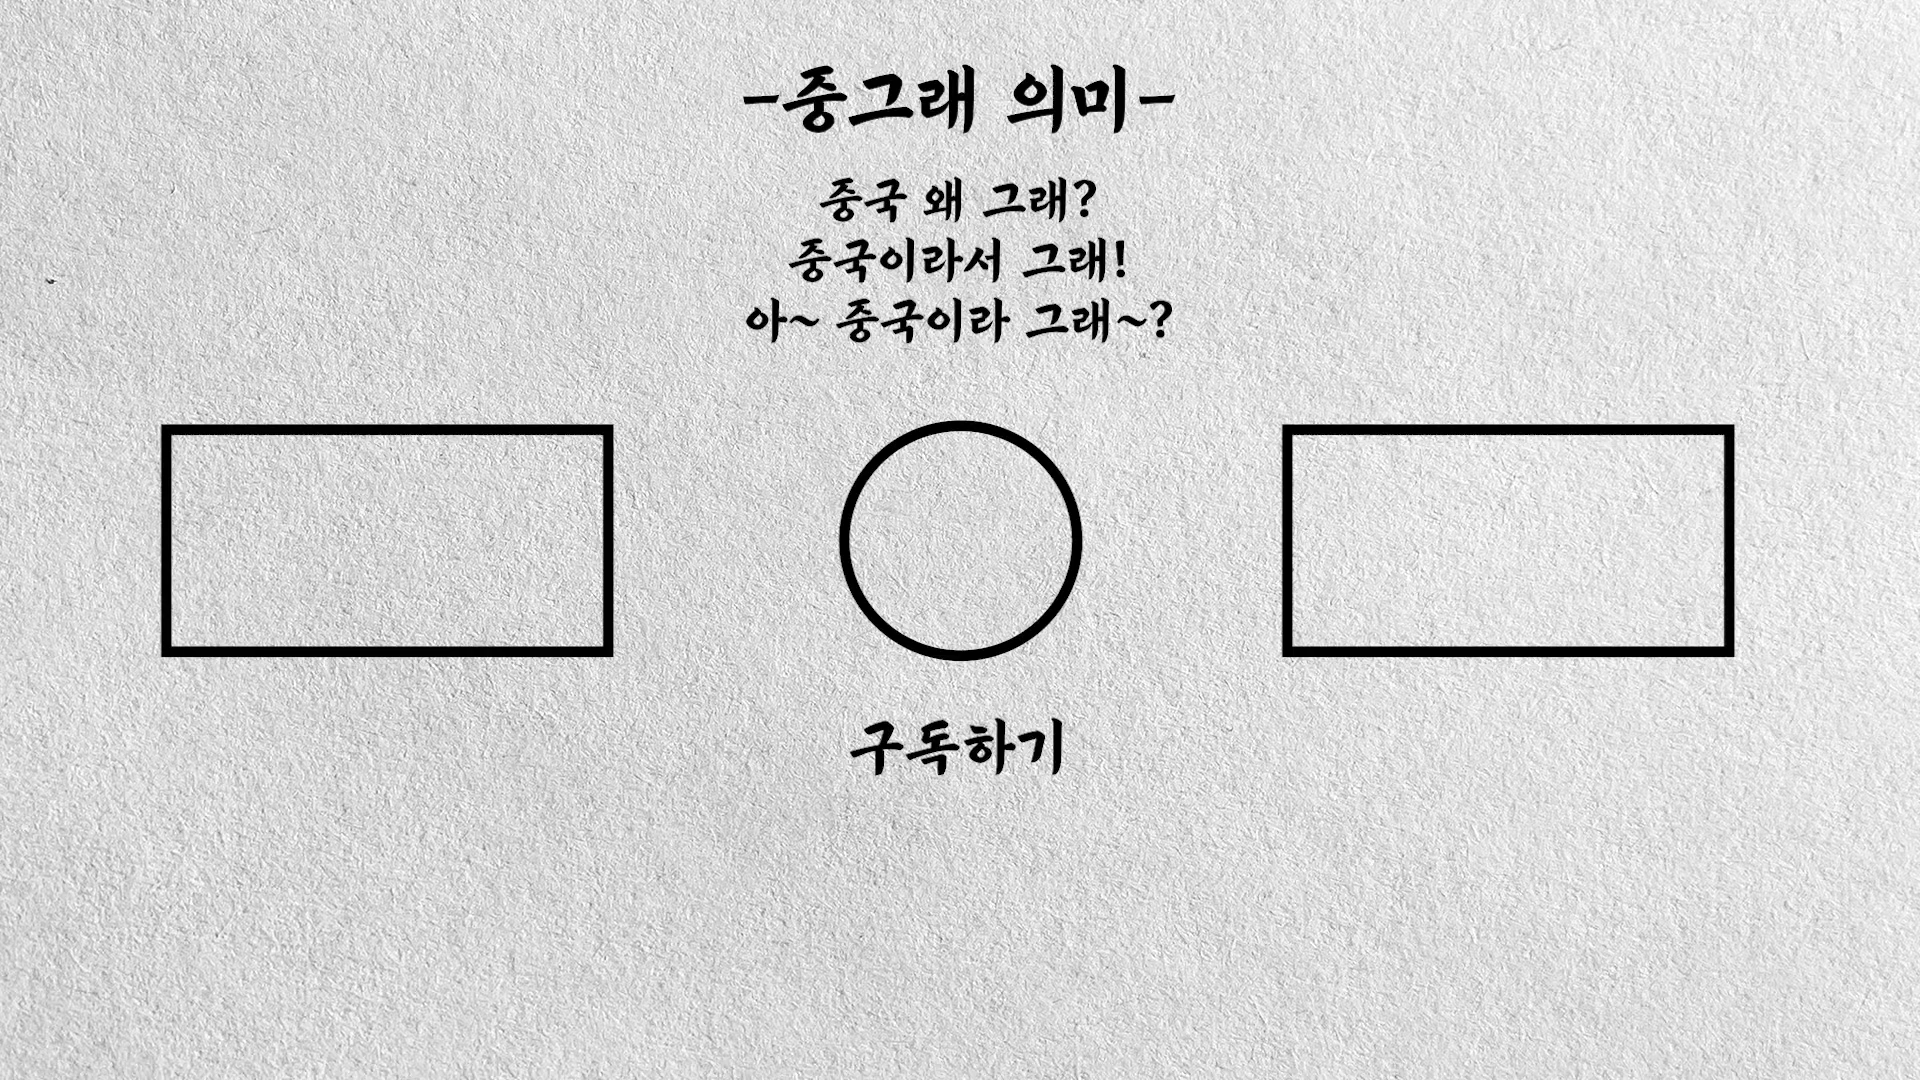 -중그래 의미-
중국 왜 그래?
중국이라서 그래!
아~ 중국이라 그래~?
구독하기